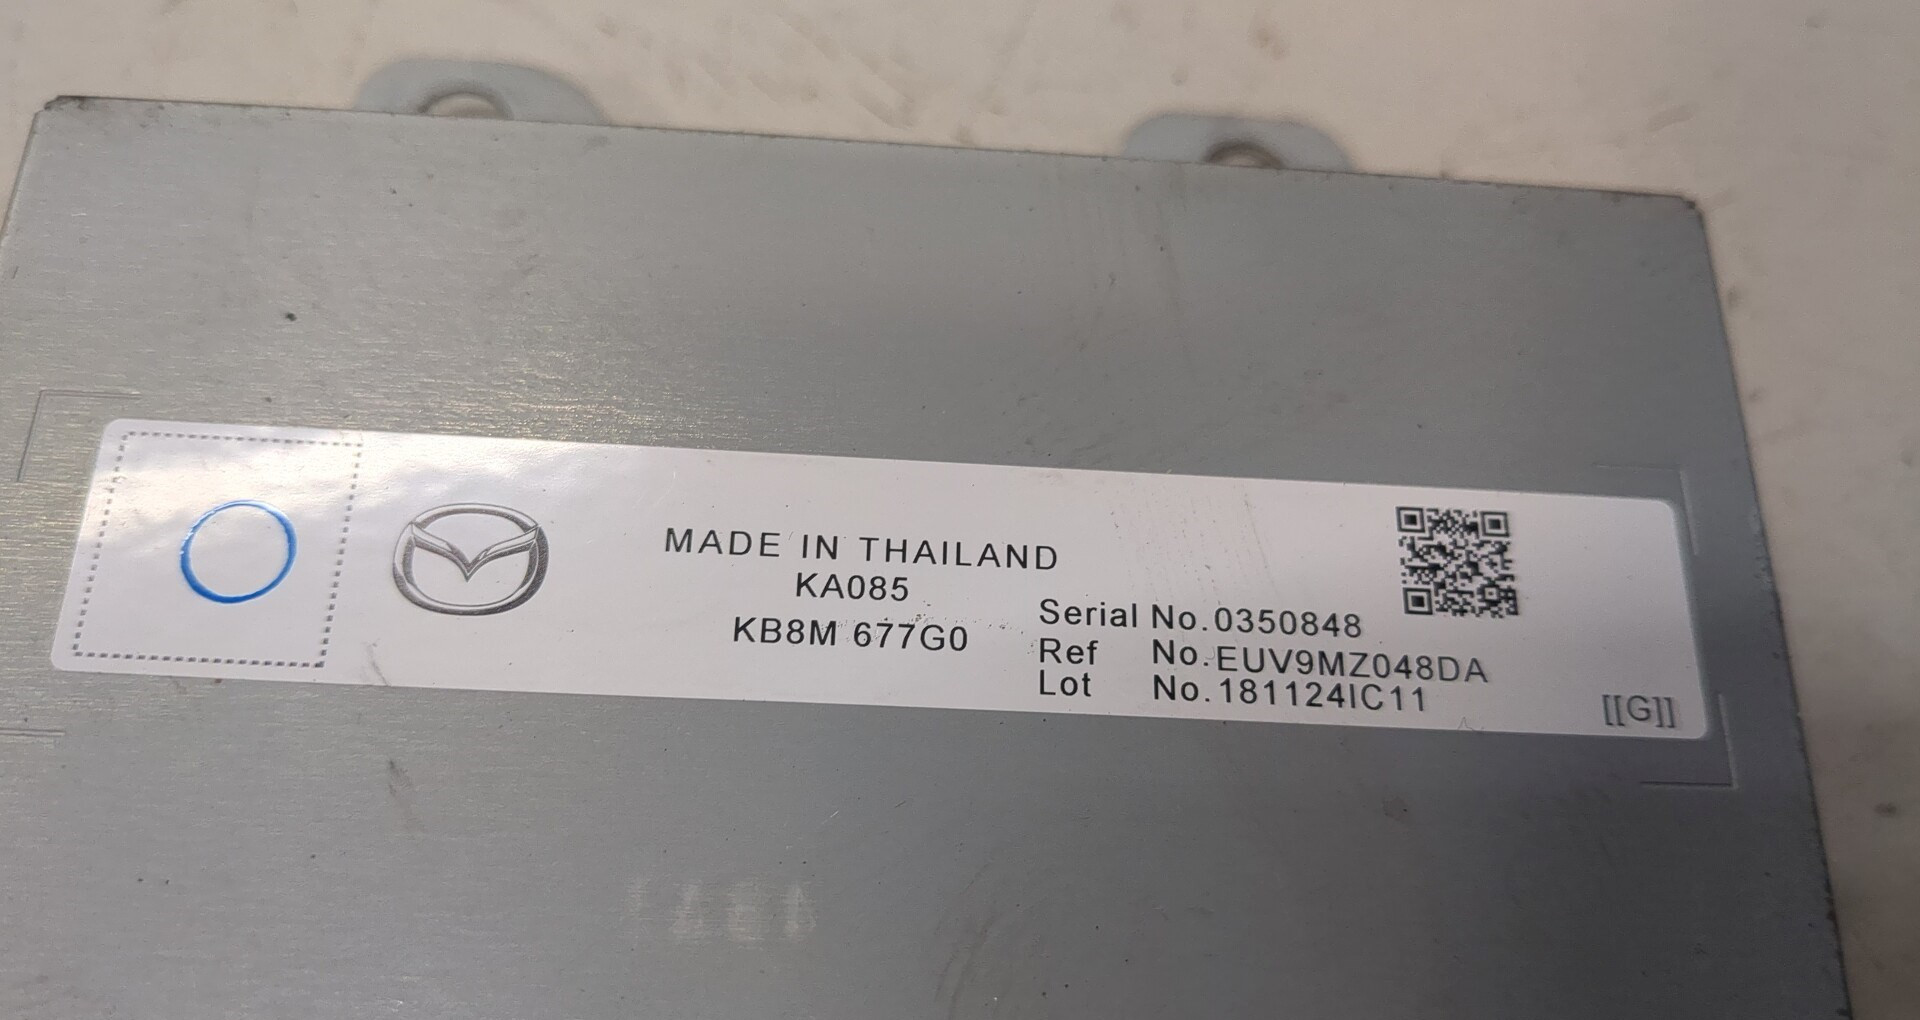 MADE IN THAILAND
KA085
KB8M 677G0
Serial No.0350848
Ref No.EUV9MZ048DA
Lot No.181124IC11
[[G]]